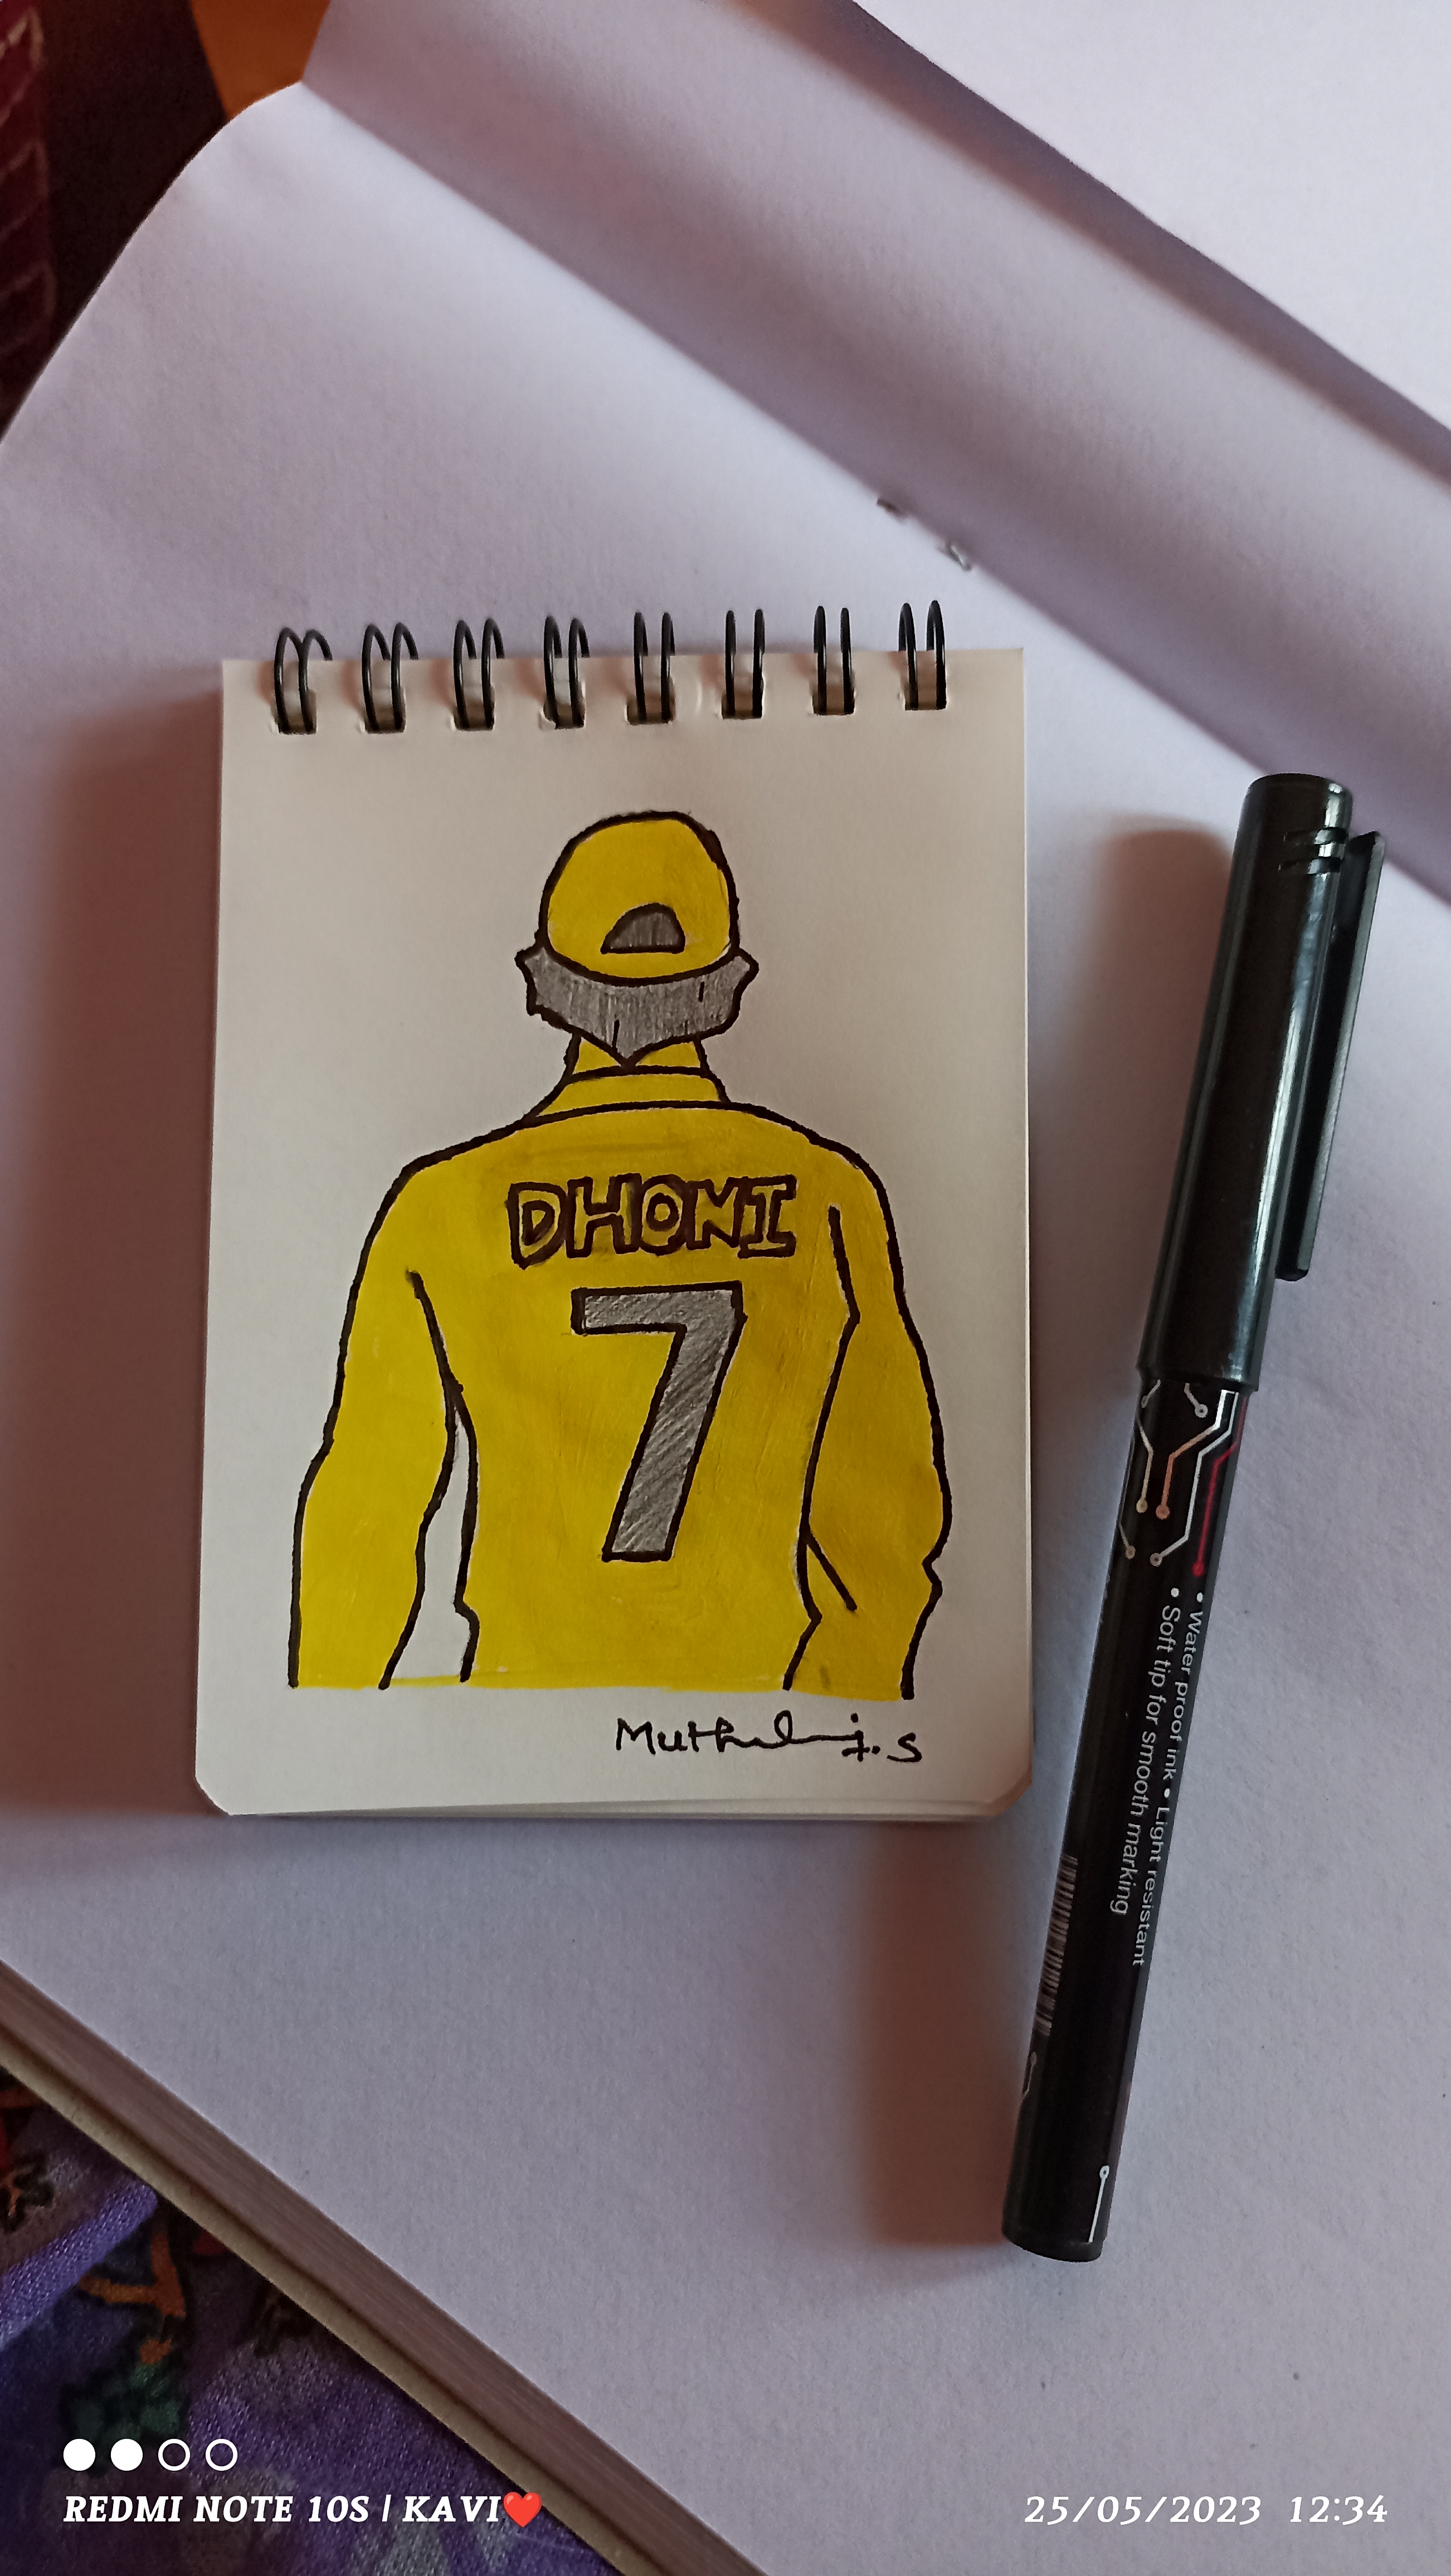 DHONI
7
• Water proof ink • Light resistant
• Soft tip for smooth marking
REDMI NOTE 10S | KAVI❤️
25/05/2023 12:34